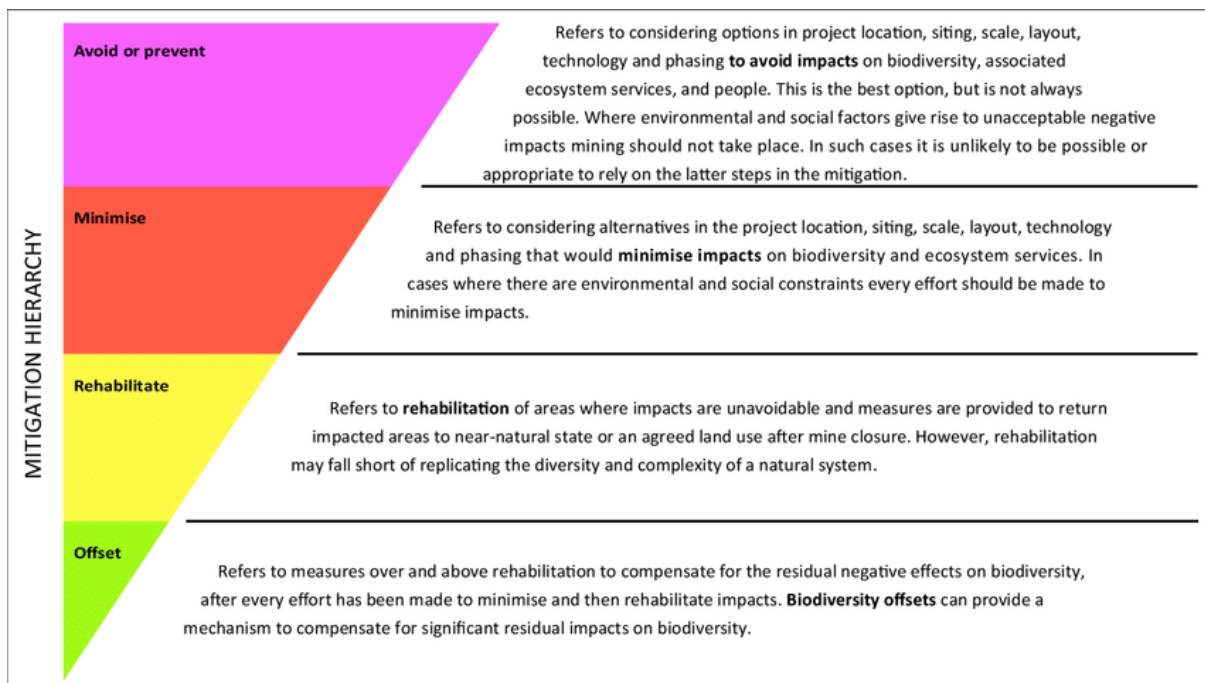 MITIGATION HIERARCHY
Avoid or prevent
Refers to considering options in project location, siting, scale, layout,
technology and phasing to avoid impacts on biodiversity, associated
ecosystem services, and people. This is the best option, but is not always
possible. Where environmental and social factors give rise to unacceptable negative
impacts mining should not take place. In such cases it is unlikely to be possible or
appropriate to rely on the latter steps in the mitigation.
Minimise
Refers to considering alternatives in the project location, siting, scale, layout, technology
and phasing that would minimise impacts on biodiversity and ecosystem services. In
cases where there are environmental and social constraints every effort should be made to
minimise impacts.
Rehabilitate
Refers to rehabilitation of areas where impacts are unavoidable and measures are provided to return
impacted areas to near-natural state or an agreed land use after mine closure. However, rehabilitation
may fall short of replicating the diversity and complexity of a natural system.
Offset
Refers to measures over and above rehabilitation to compensate for the residual negative effects on biodiversity,
after every effort has been made to minimise and then rehabilitate impacts. Biodiversity offsets can provide a
mechanism to compensate for significant residual impacts on biodiversity.